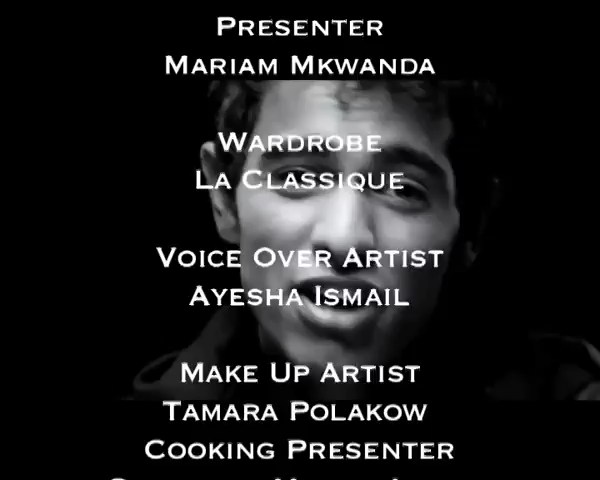 Presenter
Mariam Mkwanda
Wardrobe
La Classique
Voice Over Artist
Ayesha Ismail
Make Up Artist
Tamara Polakow
Cooking Presenter